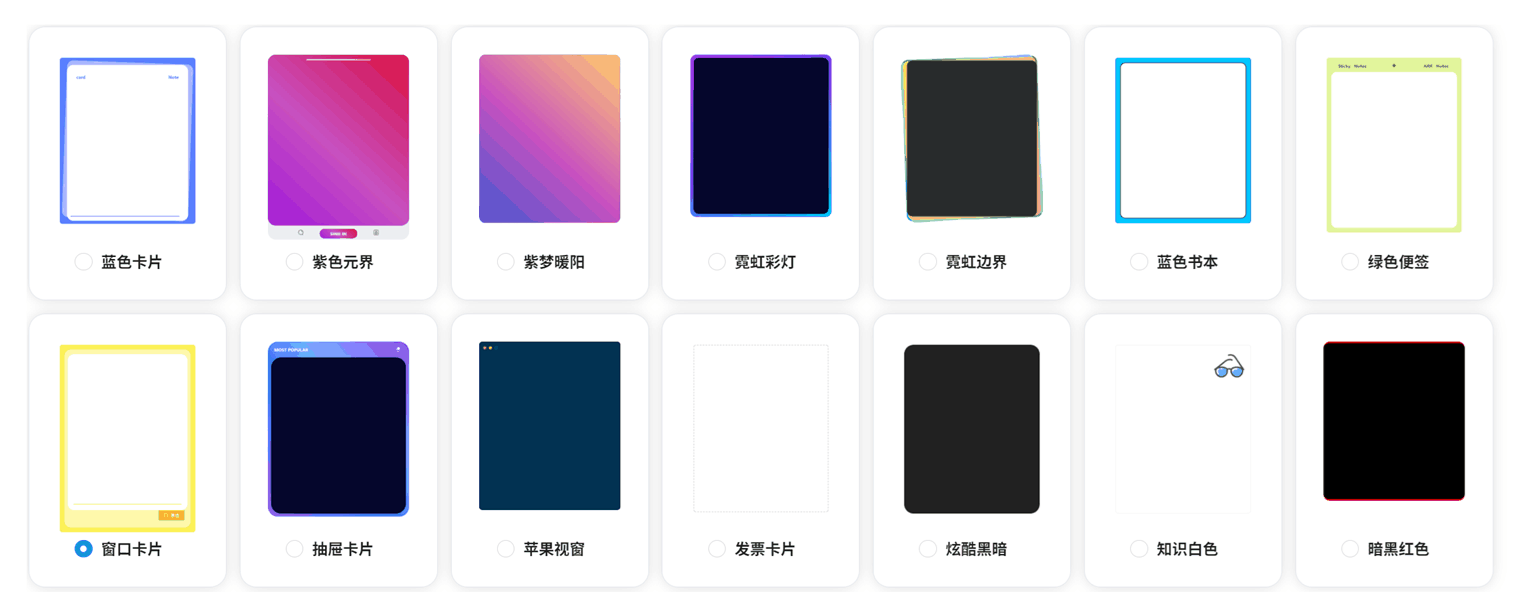 card Note
Sticky Notes + Add Notes
蓝色卡片 紫色元界 紫梦暖阳 霓虹彩灯 霓虹边界 蓝色书本 绿色便签
MOST POPULAR
窗口卡片 抽屉卡片 苹果视窗 发票卡片 炫酷黑暗 知识白色 暗黑红色